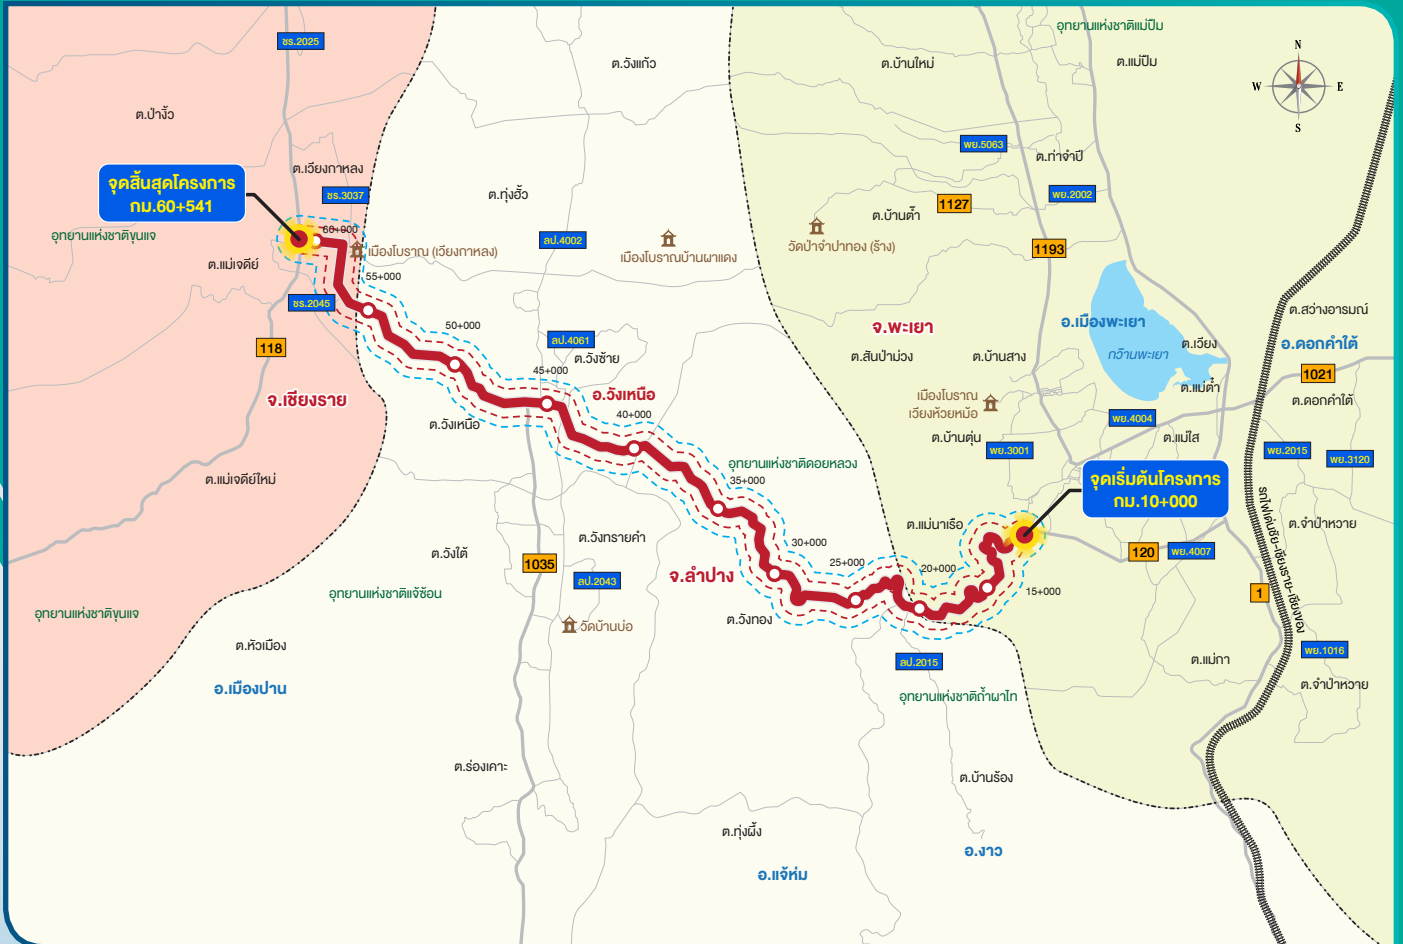 ชร.2025
ต.ป่างิ้ว
ต.เวียงกาหลง
จุดสิ้นสุดโครงการ
กม.60+541
ชร.3037
อุทยานแห่งชาติขุนแจ
60+000
เมืองโบราณ (เวียงกาหลง)
ต.แม่เจดีย์
55+000
ชร.2045
118
จ.เชียงราย
ต.แม่เจดีย์ใหม่
อุทยานแห่งชาติขุนแจ
ต.วังแก้ว
ต.ทุ่งฮั้ว
ลป.4002
เมืองโบราณบ้านผาแดง
50+000
ลป.4061
ต.วังซ้าย
45+000
อ.วังเหนือ
40+000
ต.วังเหนือ
อุทยานแห่งชาติดอยหลวง
35+000
ต.วังใต้
ต.วังทรายคำ
30+000
1035
ลป.2043
จ.ลำปาง
25+000
20+000
15+000
อุทยานแห่งชาติแจ้ซ้อน
วัดบ้านบ่อ
ต.วังทอง
ต.หัวเมือง
อ.เมืองปาน
ลป.2015
อุทยานแห่งชาติถ้ำผาไท
ต.ร่องเคาะ
ต.บ้านร้อง
ต.ทุ่งผึ้ง
อ.งาว
อ.แจ้ห่ม
อุทยานแห่งชาติแม่ปืม
ต.บ้านใหม่
ต.แม่ปืม
N
W
E
S
พย.5063
ต.ท่าจำปี
พย.2002
1127
ต.บ้านต๊ำ
วัดป่าจำปาทอง (ร้าง)
1193
จ.พะเยา
อ.เมืองพะเยา
ต.สว่างอารมณ์
ต.สันป่าม่วง
ต.บ้านสาง
กว๊านพะเยา
ต.เวียง
อ.ดอกคำใต้
1021
ต.แม่ต๋ำ
ต.ดอกคำใต้
เมืองโบราณ
เวียงห้วยหม้อ
พย.4004
ต.บ้านตุ่น
พย.3001
ต.แม่ใส
พย.2015
พย.3120
จุดเริ่มต้นโครงการ
กม.10+000
ต.แม่นาเรือ
ต.จำป่าหวาย
120
พย.4007
รถไฟเด่นชัย-เชียงราย-เชียงของ
1
พย.1016
ต.แม่กา
ต.จำป่าหวาย